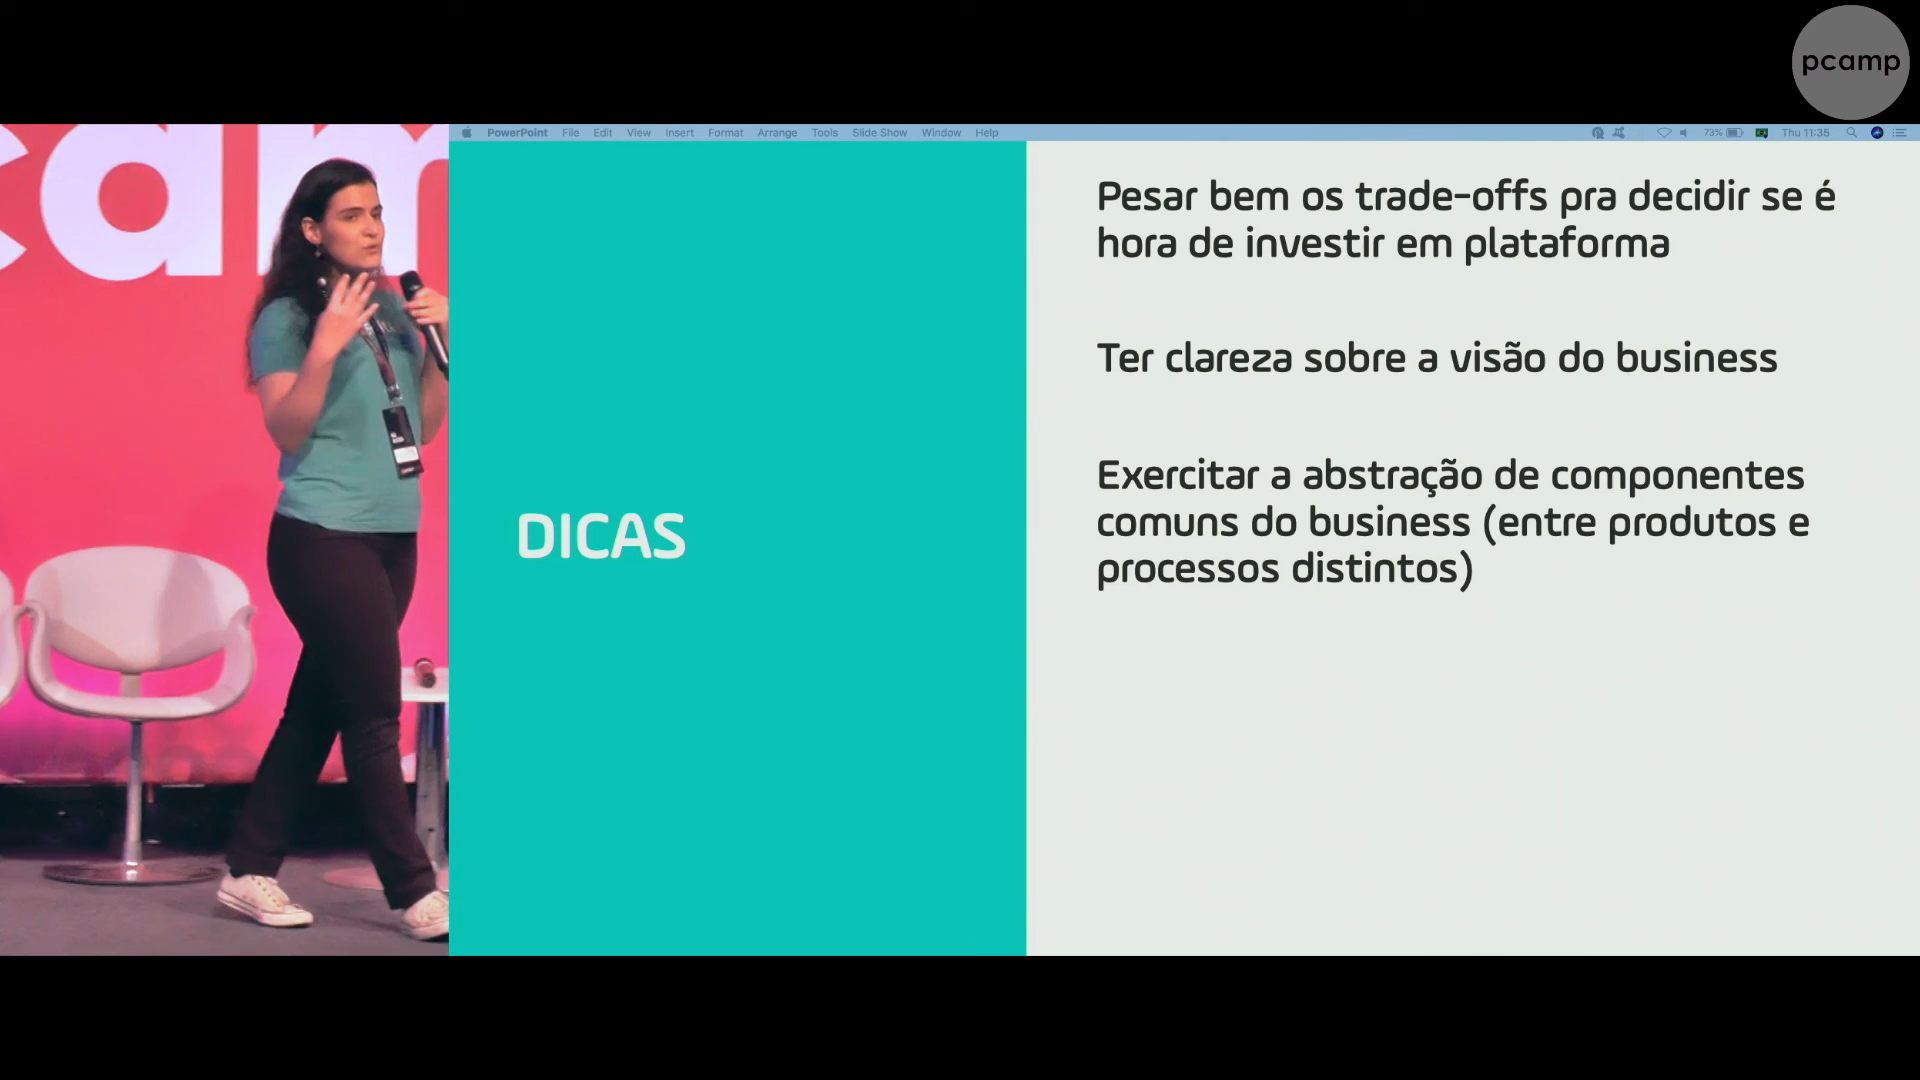 pcamp
cam
PowerPoint File Edit View Insert Format Arrange Tools Slide Show Window Help
73% Thu 11:35
DICAS
Pesar bem os trade-offs pra decidir se é
hora de investir em plataforma
Ter clareza sobre a visão do business
Exercitar a abstração de componentes
comuns do business (entre produtos e
processos distintos)